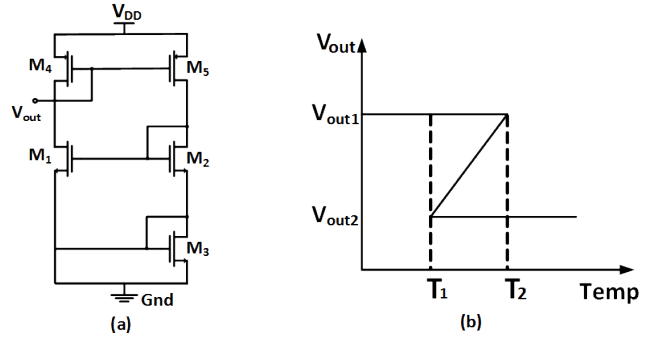 VDD
M4
M5
Vout
M1
M2
M3
Gnd
(a)
Vout
Vout1
Vout2
T1
T2
Temp
(b)